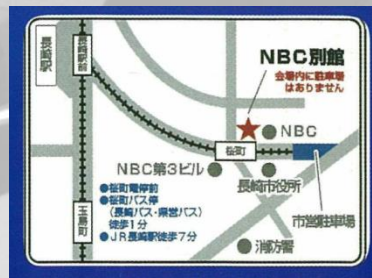 長崎駅
長崎駅前
NBC別館
会場内に駐車場
はありません
NBC
桜町
NBC第3ビル
長崎市役所
市営駐車場
●桜町電停前
●桜町バス停
(長崎バス・県営バス)
徒歩1分
●JR長崎駅徒歩7分
五島町
消防署